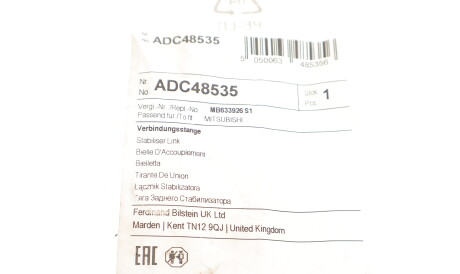 ADC48535
5 050063 485356
Nr.
No ADC48535
Stck
Pcs 1
Vergl.-Nr./Repl.-No. MB633926 S1
Passend für/To fit MITSUBISHI
Verbindungsstange
Stabiliser Link
Bielle D'Accouplement
Bieletta
Tirante De Union
Łącznik Stabilizatora
Тяга Заднего Стабилизатора
Ferdinand Bilstein UK Ltd
Marden | Kent TN12 9QJ | United Kingdom
EAC